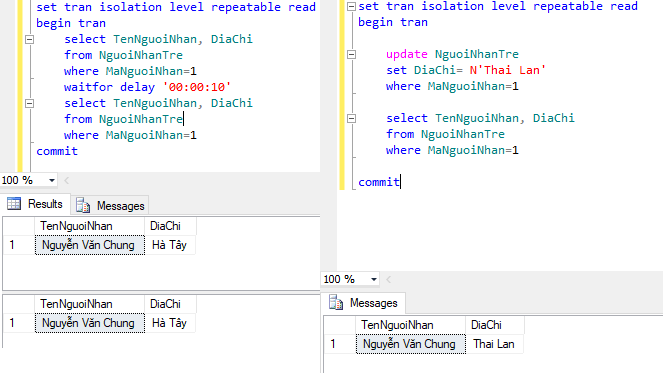 set tran isolation level repeatable read
begin tran
select TenNguoiNhan, DiaChi
from NguoiNhanTre
where MaNguoiNhan=1
waitfor delay '00:00:10'
select TenNguoiNhan, DiaChi
from NguoiNhanTre
where MaNguoiNhan=1
commit
100 %
Results Messages
TenNguoiNhan DiaChi
1 Nguyễn Văn Chung Hà Tây
TenNguoiNhan DiaChi
1 Nguyễn Văn Chung Hà Tây
set tran isolation level repeatable read
begin tran
update NguoiNhanTre
set DiaChi= N'Thai Lan'
where MaNguoiNhan=1
select TenNguoiNhan, DiaChi
from NguoiNhanTre
where MaNguoiNhan=1
commit
100 %
Messages
TenNguoiNhan DiaChi
1 Nguyễn Văn Chung Thai Lan